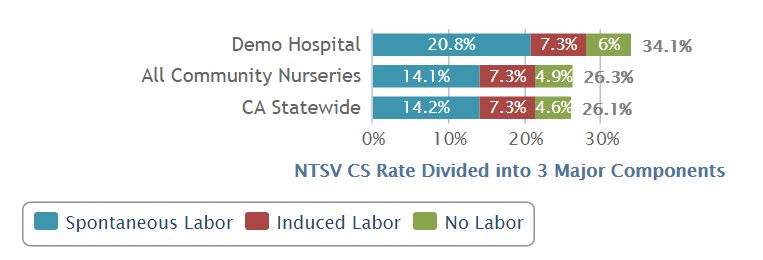 Demo Hospital 20.8% 7.3% 6% 34.1%
All Community Nurseries 14.1% 7.3% 4.9% 26.3%
CA Statewide 14.2% 7.3% 4.6% 26.1%
0% 10% 20% 30%
NTSV CS Rate Divided into 3 Major Components
Spontaneous Labor Induced Labor No Labor